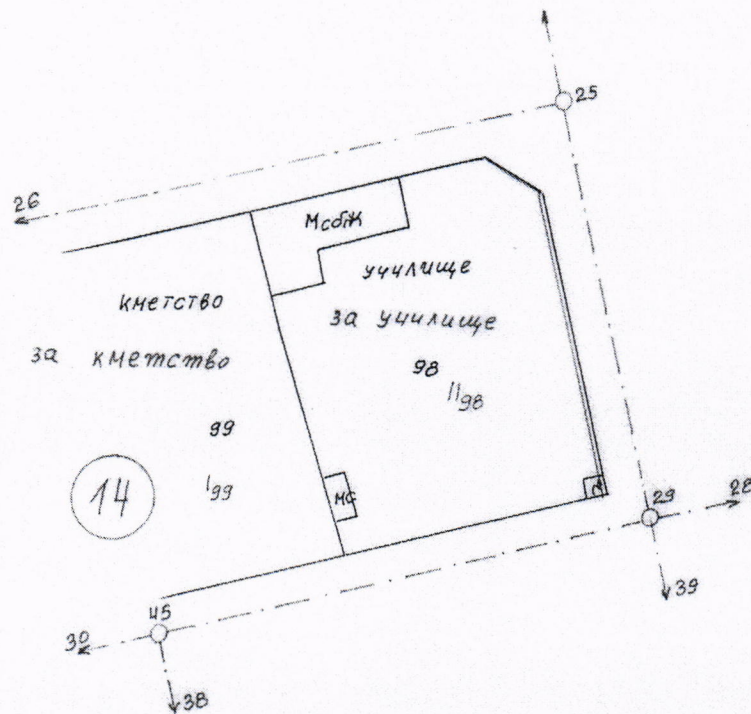 25
26
МсбЖ
училище
кметство
за училище
за кметство
98
II98
99
I99
14
МС
28
29
39
45
30
38